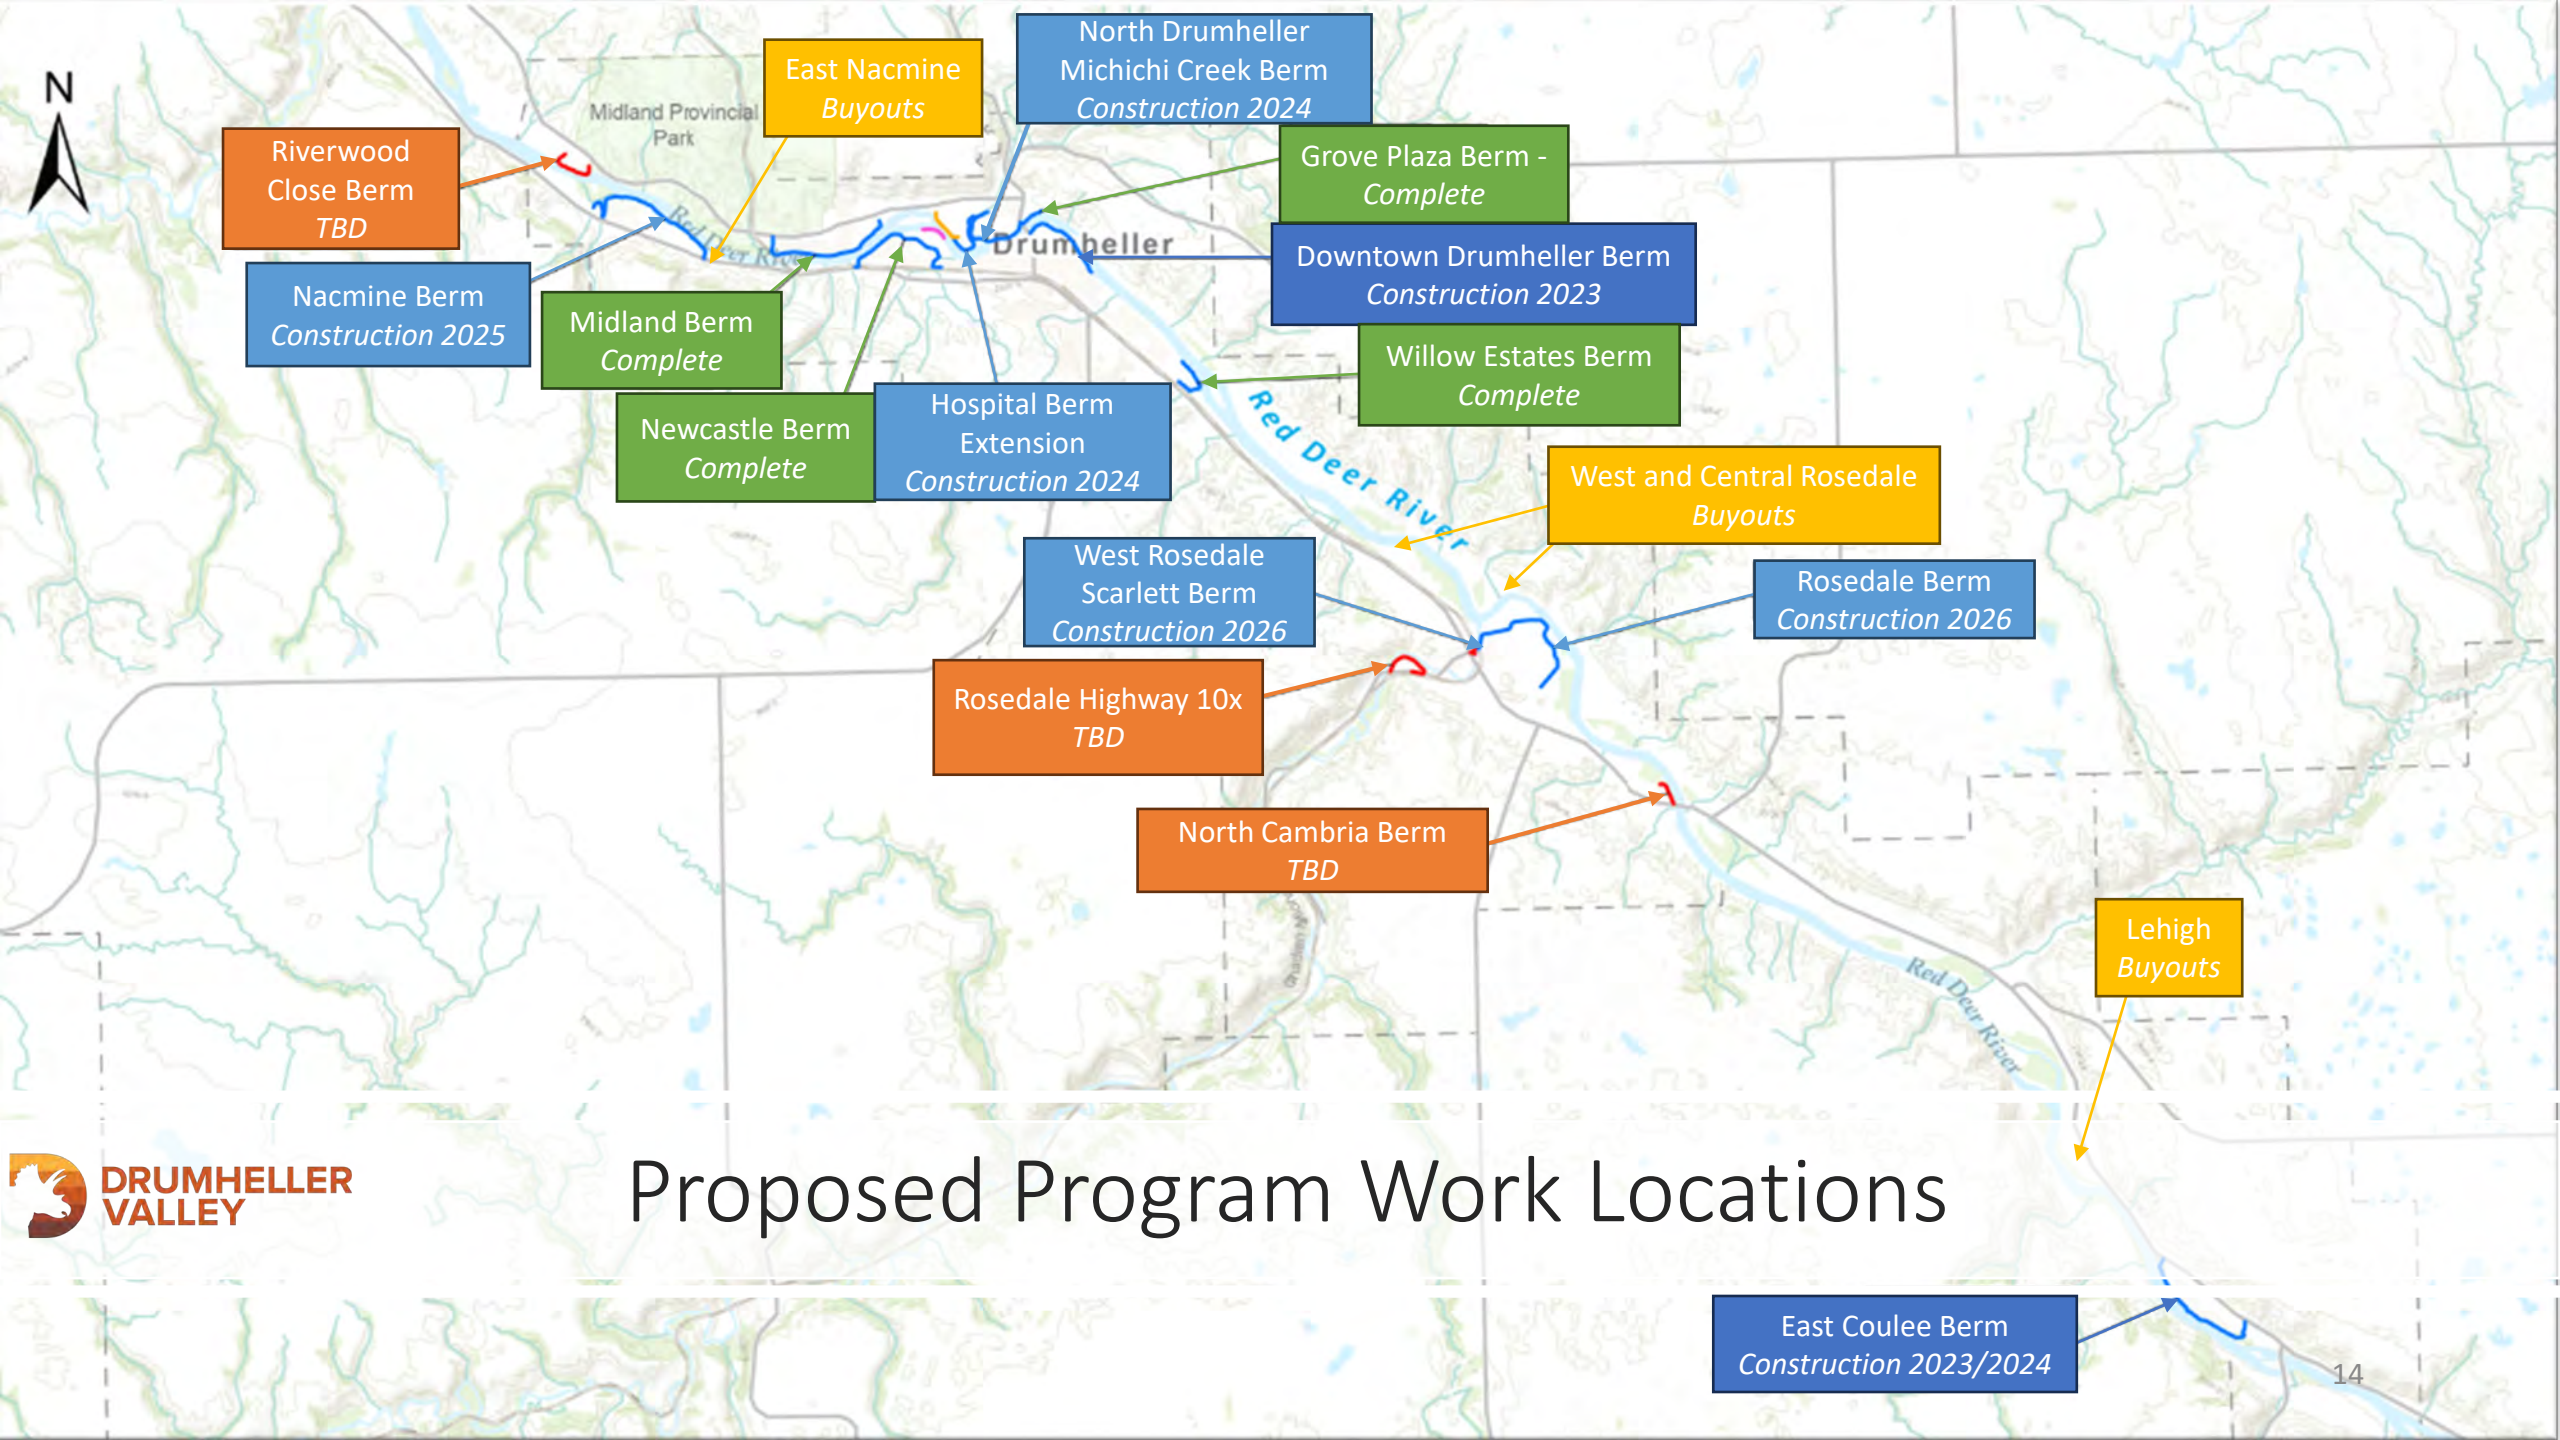 North Drumheller
Michichi Creek Berm
Construction 2024
East Nacmine
Buyouts
N
Midland Provincial
Park
Riverwood
Close Berm
TBD
Grove Plaza Berm -
Complete
Red Deer River
Drumheller
Downtown Drumheller Berm
Construction 2023
Nacmine Berm
Construction 2025
Midland Berm
Complete
Willow Estates Berm
Complete
Newcastle Berm
Complete
Hospital Berm
Extension
Construction 2024
Red Deer River
West and Central Rosedale
Buyouts
West Rosedale
Scarlett Berm
Construction 2026
Rosedale Berm
Construction 2026
Rosedale Highway 10x
TBD
North Cambria Berm
TBD
Lehigh
Buyouts
Red Deer River
DRUMHELLER
VALLEY
Proposed Program Work Locations
East Coulee Berm
Construction 2023/2024
14